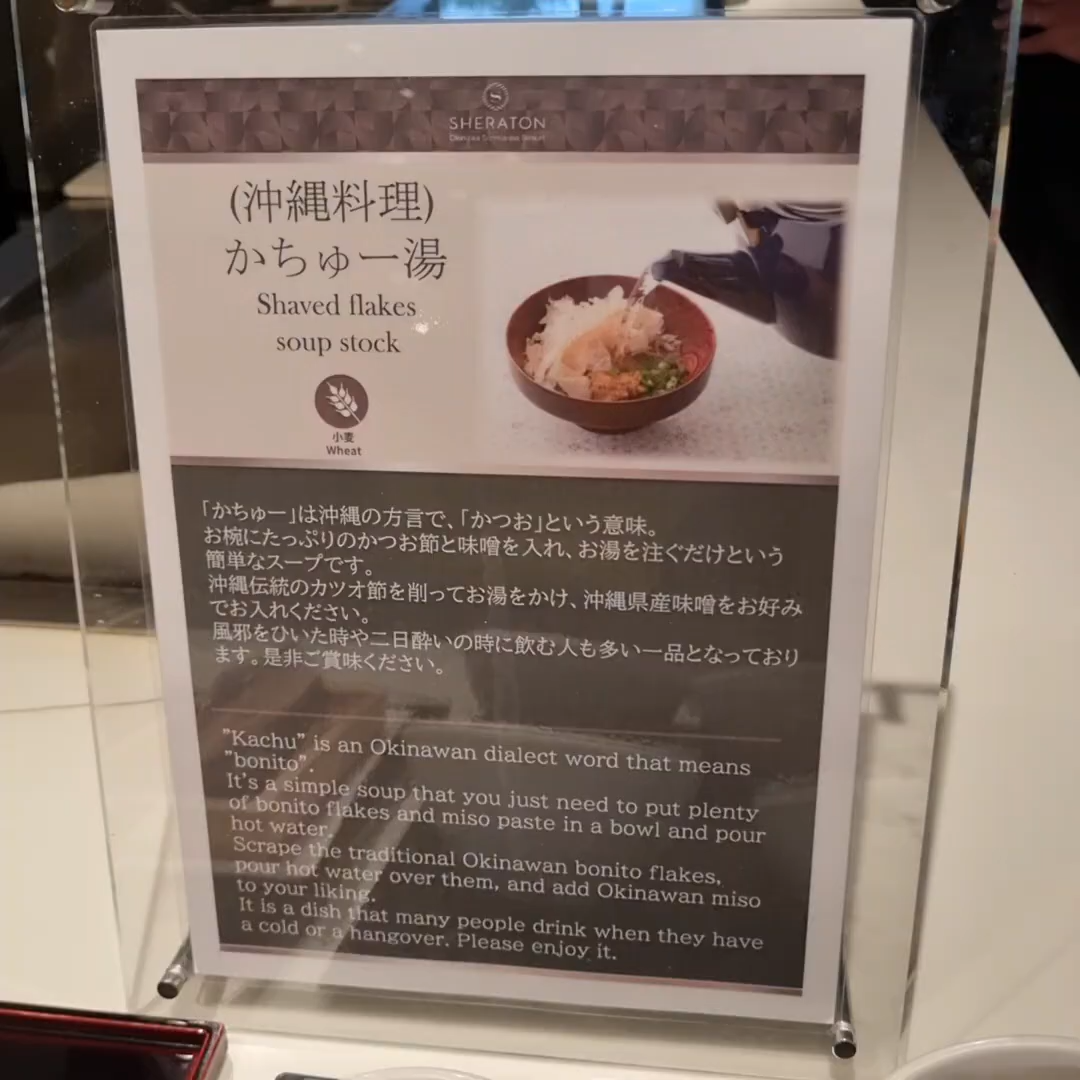 SHERATON
Okinawa Sunmarina Resort
(沖縄料理)
かちゅー湯
Shaved flakes
soup stock
小麦
Wheat
「かちゅー」は沖縄の方言で、「かつお」という意味。
お椀にたっぷりのかつお節と味噌を入れ、お湯を注ぐだけという
簡単なスープです。
沖縄伝統のカツオ節を削ってお湯をかけ、沖縄県産味噌をお好み
でお入れください。
風邪をひいた時や二日酔いの時に飲む人も多い一品となっており
ます。是非ご賞味ください。
"Kachu" is an Okinawan dialect word that means
"bonito".
It's a simple soup that you just need to put plenty
of bonito flakes and miso paste in a bowl and pour
hot water.
Scrape the traditional Okinawan bonito flakes,
pour hot water over them, and add Okinawan miso
to your liking.
It is a dish that many people drink when they have
a cold or a hangover. Please enjoy it.